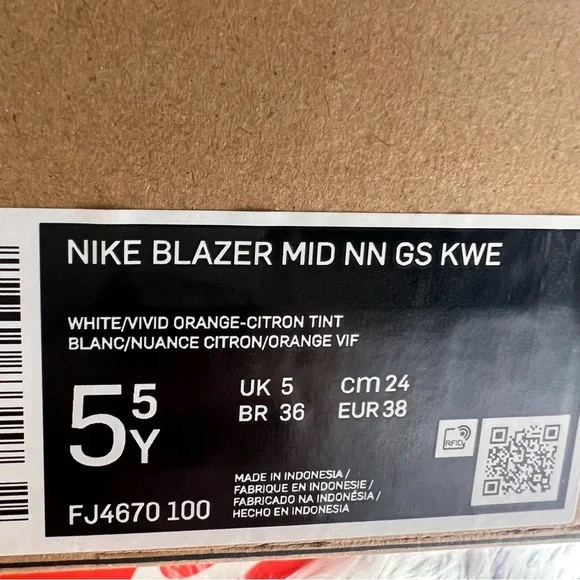 NIKE BLAZER MID NN GS KWE
WHITE/VIVID ORANGE-CITRON TINT
BLANC/NUANCE CITRON/ORANGE VIF
5 5 Y
UK 5 cm 24
BR 36 EUR 38
RFID
MADE IN INDONESIA /
FABRIQUE EN INDONESIE /
FABRICADO NA INDONÉSIA /
HECHO EN INDONESIA
FJ4670 100